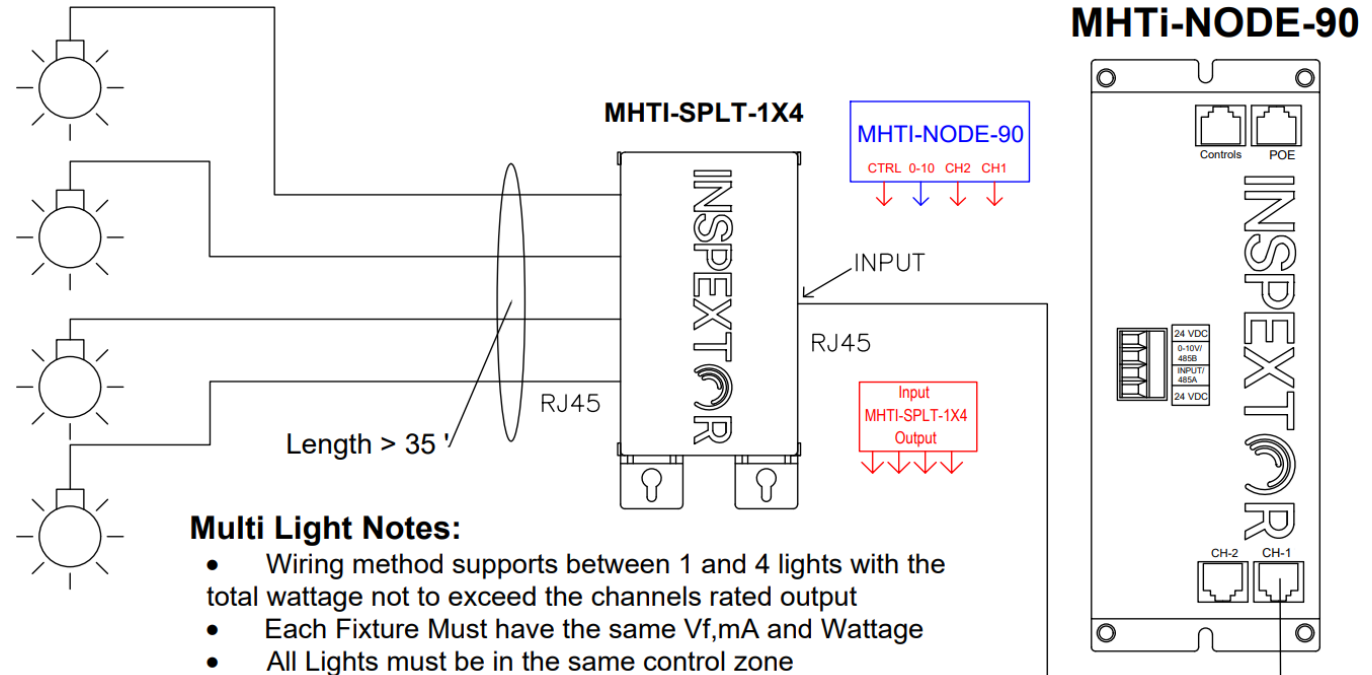 MHTi-NODE-90
MHTI-SPLT-1X4
MHTI-NODE-90
CTRL 0-10 CH2 CH1
Controls POE
INSPEXTOR
INPUT
RJ45
INSPEXTOR
24 VDC
0-10V/
485B
INPUT/
485A
24 VDC
Input
MHTI-SPLT-1X4
Output
RJ45
Length > 35 '
CH-2 CH-1
Multi Light Notes:
• Wiring method supports between 1 and 4 lights with the
total wattage not to exceed the channels rated output
• Each Fixture Must have the same Vf,mA and Wattage
• All Lights must be in the same control zone